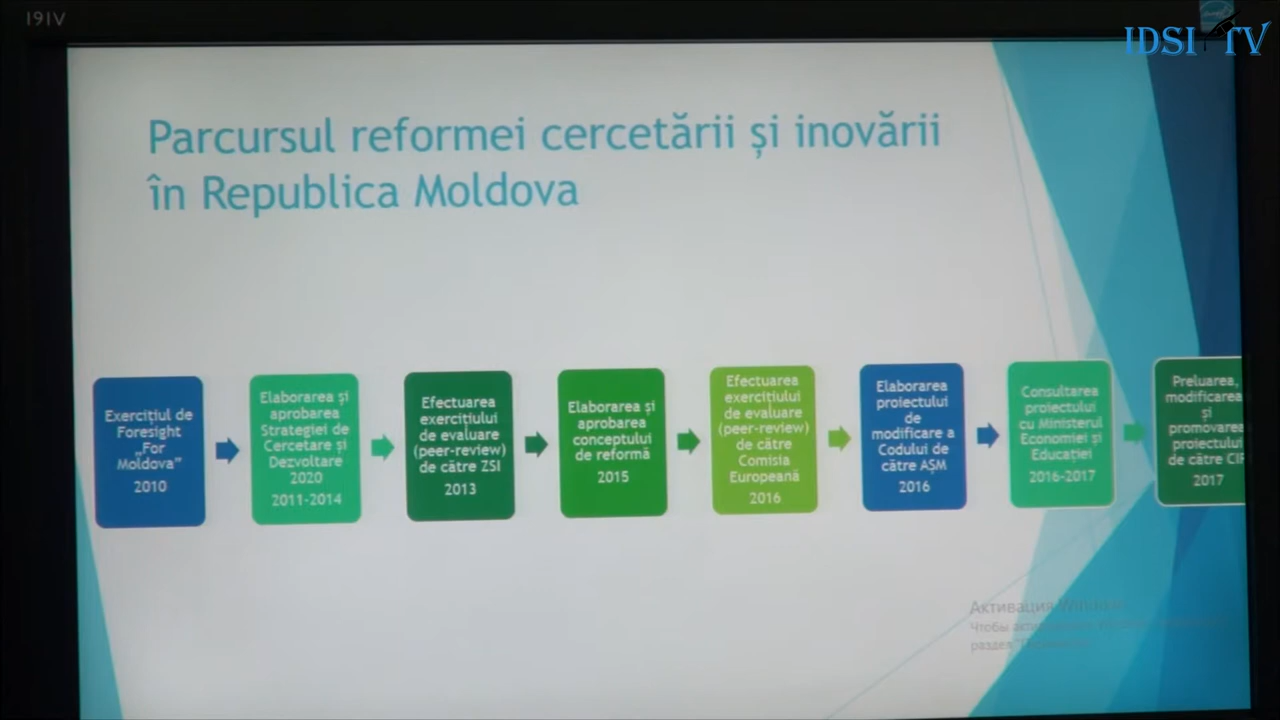 19IV
IDSI TV
Parcursul reformei cercetării și inovării
în Republica Moldova
Exercițiul de
Foresight
„For
Moldova”
2010
Elaborarea și
aprobarea
Strategiei de
Cercetare și
Dezvoltare
2020
2011-2014
Efectuarea
exercițiului
de evaluare
(peer-review)
de către ZSI
2013
Elaborarea și
aprobarea
conceptului
de reformă
2015
Efectuarea
exercițiului
de evaluare
(peer-review)
de către
Comisia
Europeană
2016
Elaborarea
proiectului
de
modificare a
Codului de
către AȘM
2016
Consultarea
proiectului
cu Ministerul
Economiei și
Educației
2016-2017
Preluarea,
modificarea
și
promovarea
proiectului
de către
2017
Активация
Чтобы
раздел